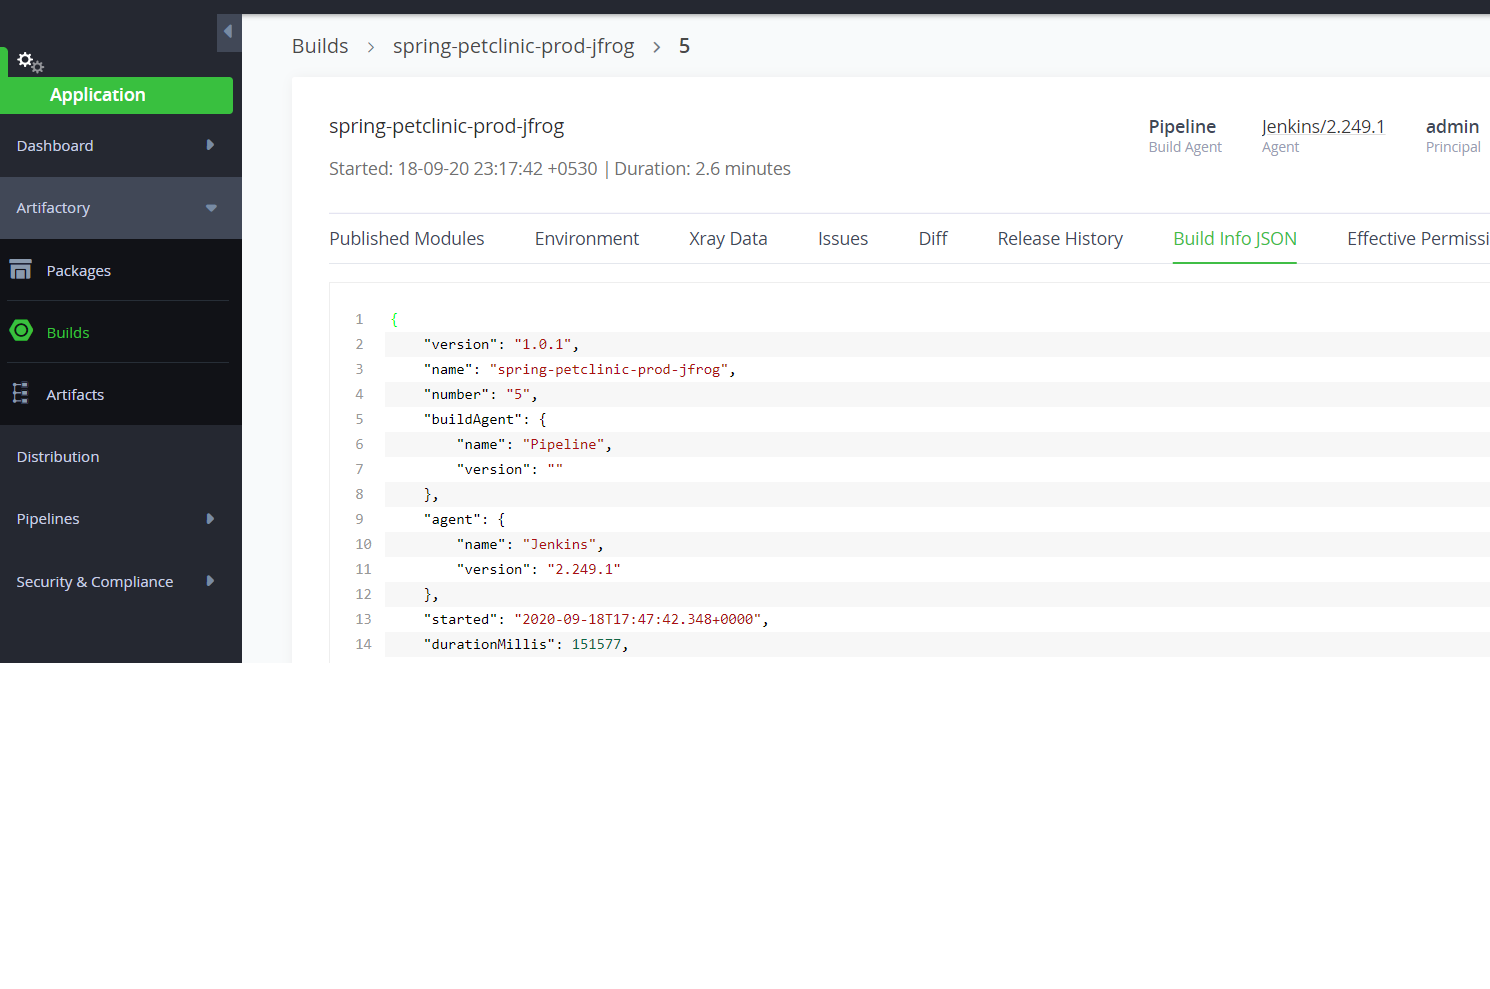 Builds > spring-petclinic-prod-jfrog > 5
Application
Dashboard
Artifactory
Packages
Builds
Artifacts
Distribution
Pipelines
Security & Compliance
spring-petclinic-prod-jfrog
Started: 18-09-20 23:17:42 +0530 | Duration: 2.6 minutes
Pipeline
Build Agent
Jenkins/2.249.1
Agent
admin
Principal
Published Modules Environment Xray Data Issues Diff Release History Build Info JSON Effective Permissi
1 {
2 "version": "1.0.1",
3 "name": "spring-petclinic-prod-jfrog",
4 "number": "5",
5 "buildAgent": {
6 "name": "Pipeline",
7 "version": ""
8 },
9 "agent": {
10 "name": "Jenkins",
11 "version": "2.249.1"
12 },
13 "started": "2020-09-18T17:47:42.348+0000",
14 "durationMillis": 151577,